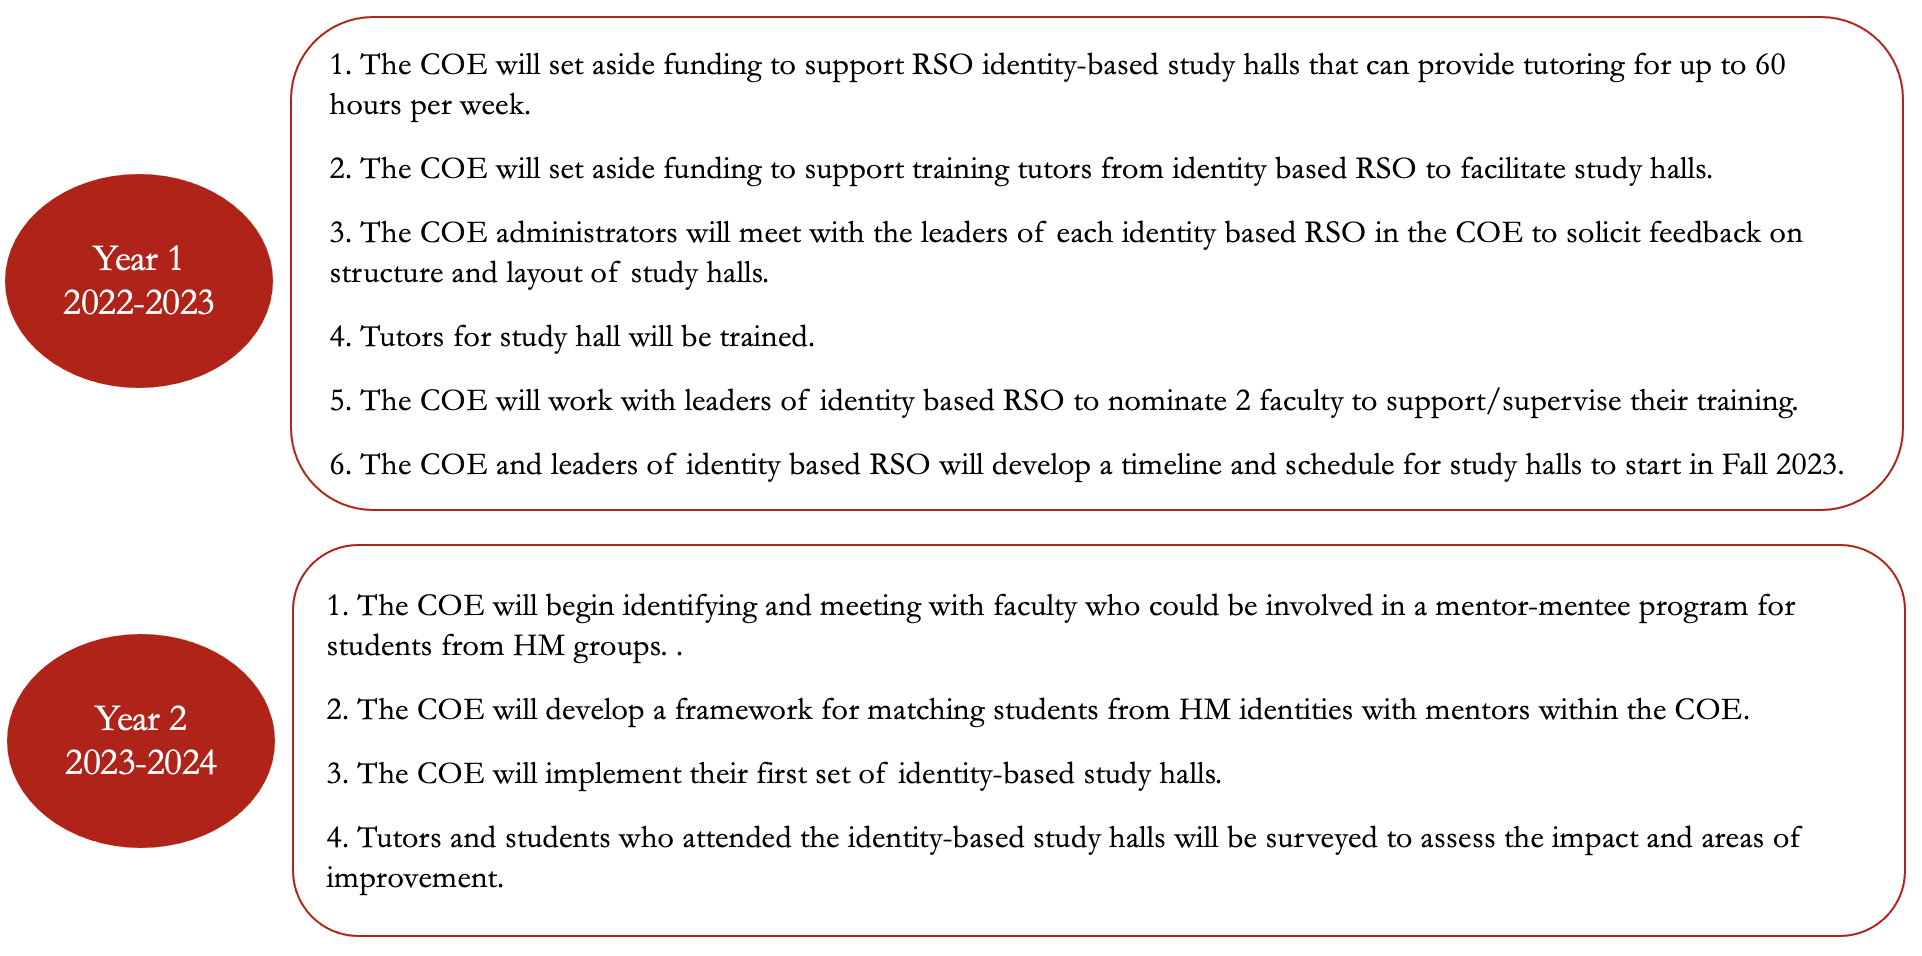 1. The COE will set aside funding to support RSO identity-based study halls that can provide tutoring for up to 60
hours per week.
2. The COE will set aside funding to support training tutors from identity based RSO to facilitate study halls.
3. The COE administrators will meet with the leaders of each identity based RSO in the COE to solicit feedback on
structure and layout of study halls.
4. Tutors for study hall will be trained.
5. The COE will work with leaders of identity based RSO to nominate 2 faculty to support/supervise their training.
6. The COE and leaders of identity based RSO will develop a timeline and schedule for study halls to start in Fall 2023.
Year 1
2022-2023
1. The COE will begin identifying and meeting with faculty who could be involved in a mentor-mentee program for
students from HM groups. .
2. The COE will develop a framework for matching students from HM identities with mentors within the COE.
3. The COE will implement their first set of identity-based study halls.
4. Tutors and students who attended the identity-based study halls will be surveyed to assess the impact and areas of
improvement.
Year 2
2023-2024